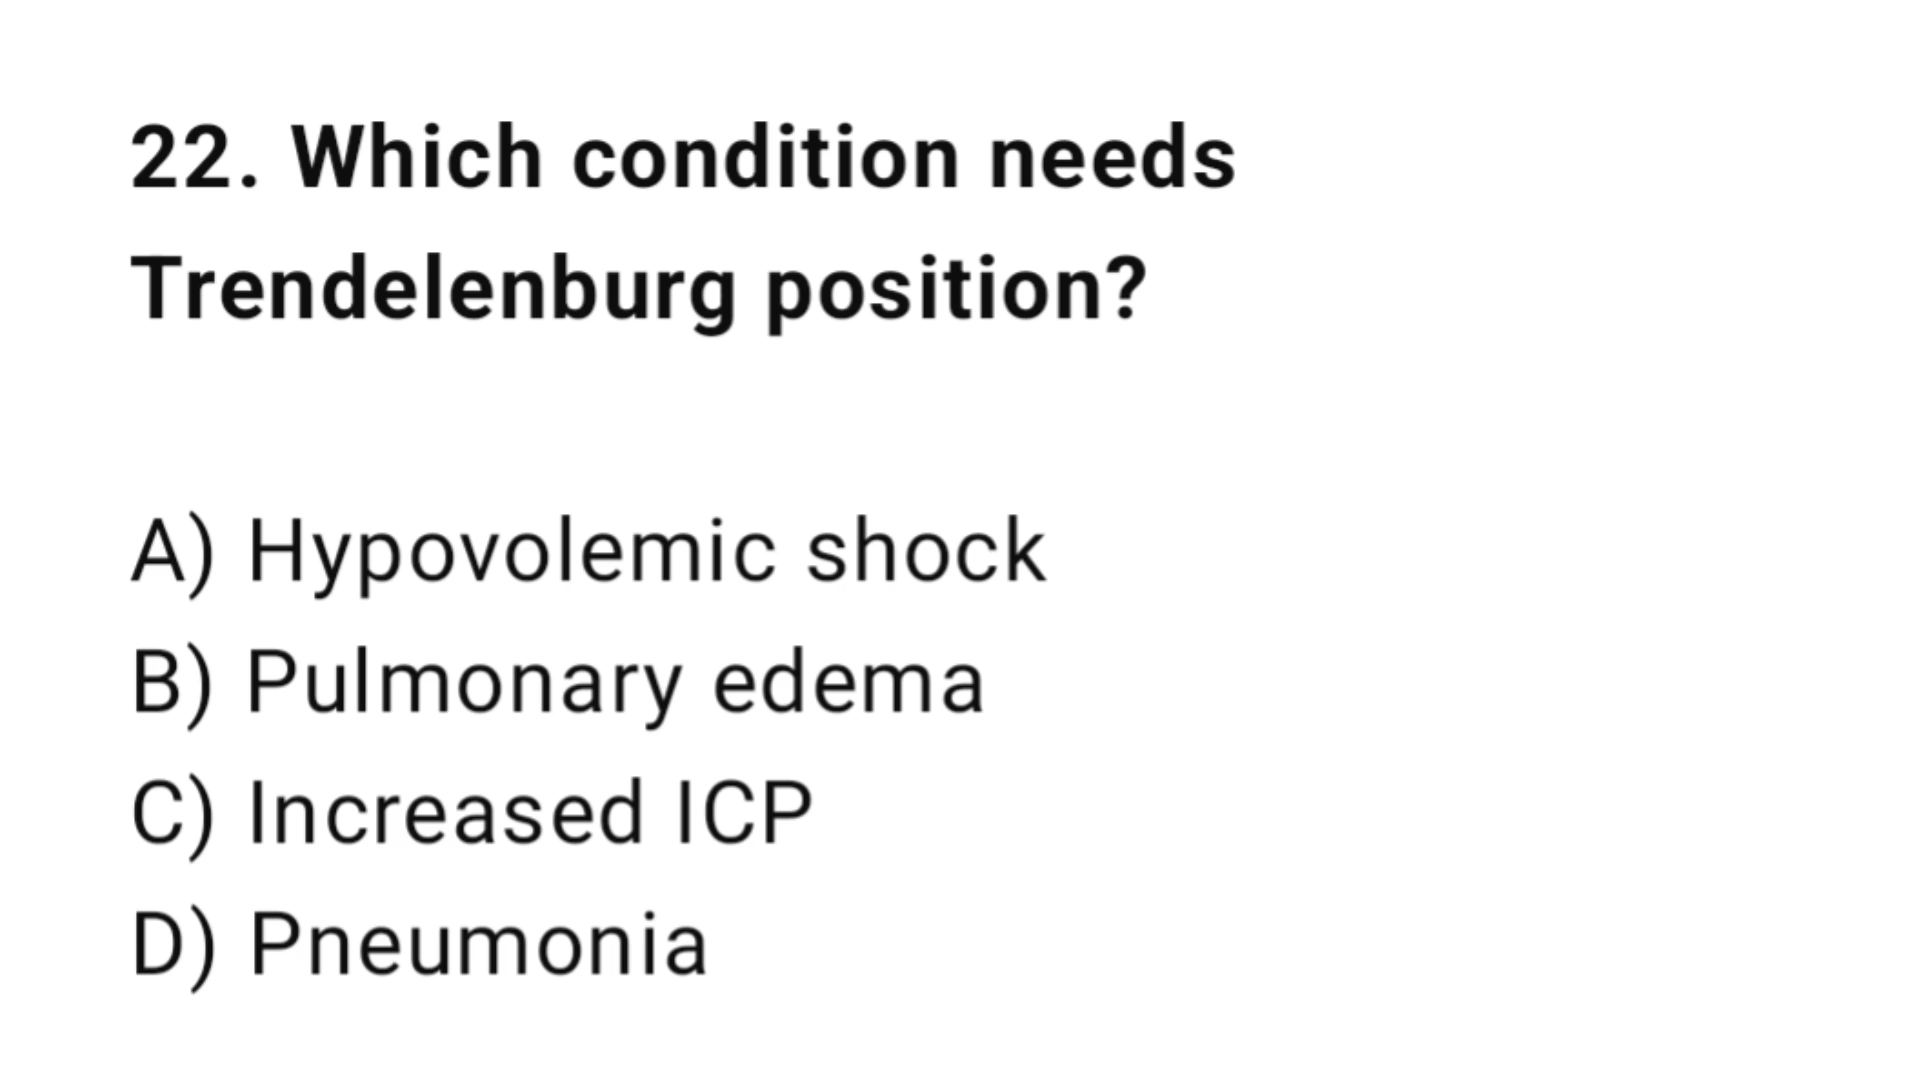 22. Which condition needs
Trendelenburg position?
A) Hypovolemic shock
B) Pulmonary edema
C) Increased ICP
D) Pneumonia